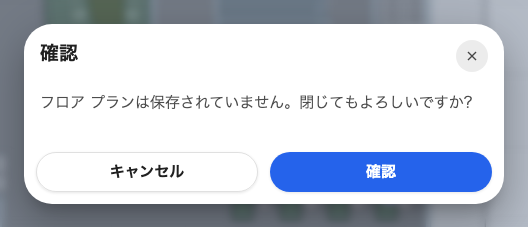 確認
フロア プランは保存されていません。閉じてもよろしいですか?
キャンセル
確認